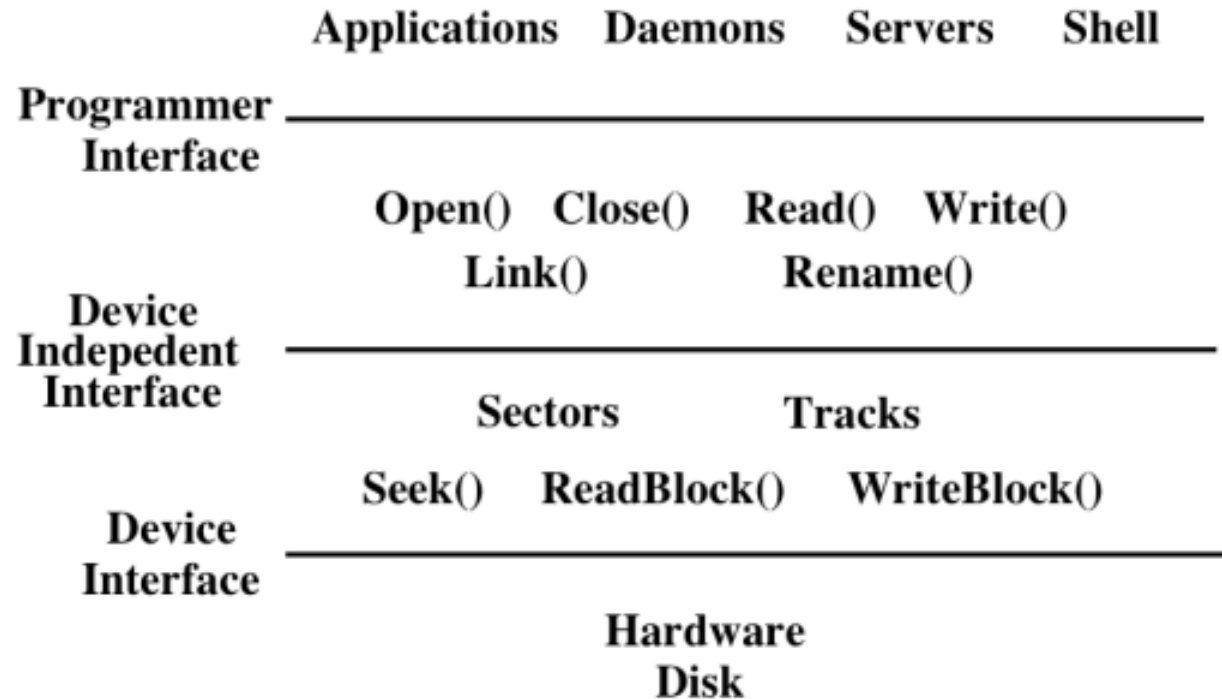 Applications Daemons Servers Shell
Programmer
Interface
Open() Close() Read() Write()
Link() Rename()
Device
Indepedent
Interface
Sectors Tracks
Seek() ReadBlock() WriteBlock()
Device
Interface
Hardware
Disk